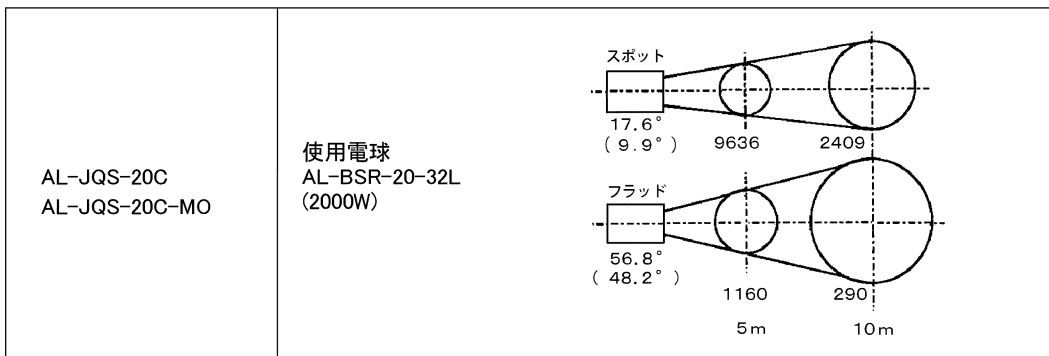 AL-JQS-20C
AL-JQS-20C-MO
使用電球
AL-BSR-20-32L
(2000W)
スポット
17.6°
( 9.9° )
9636
2409
フラッド
56.8°
( 48.2° )
1160
290
5m
10m